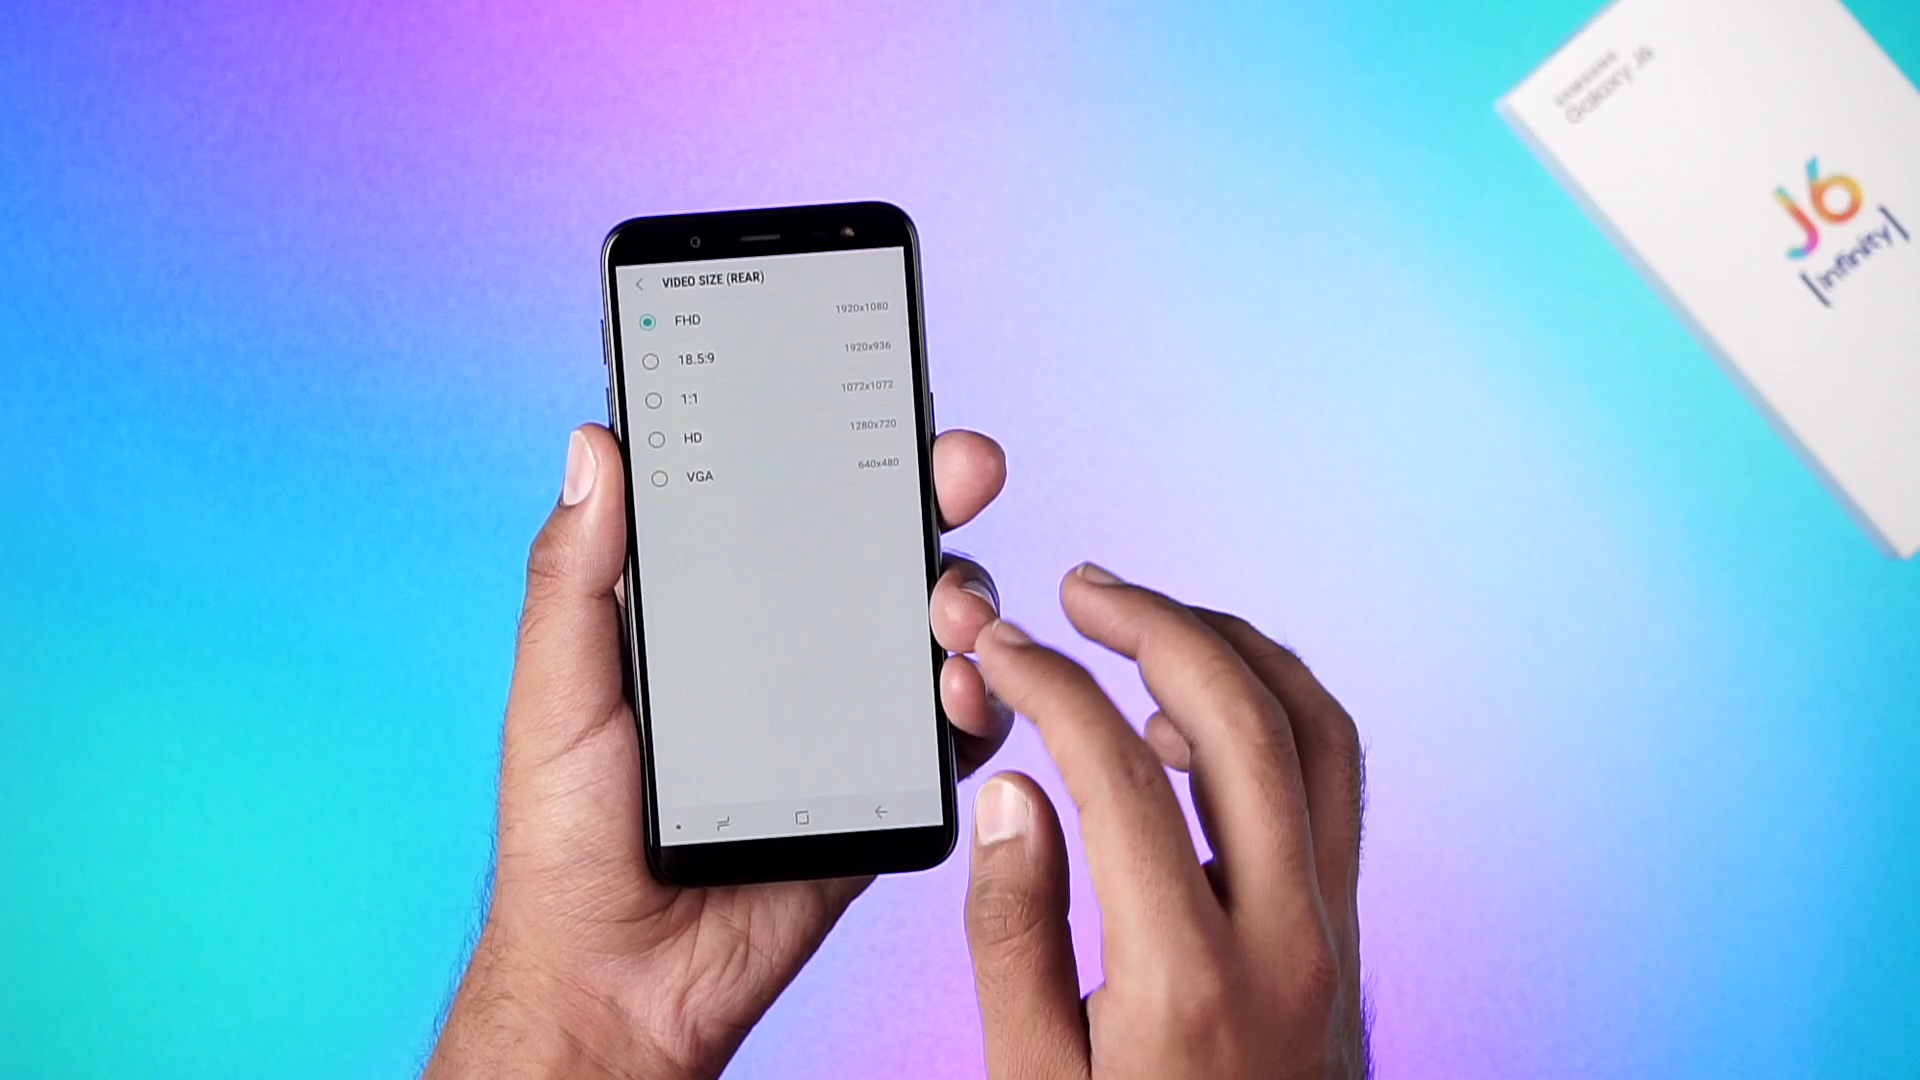 VIDEO SIZE (REAR)
FHD 1920x1080
18.5:9 1920x936
1:1 1072x1072
HD 1280x720
VGA 640x480
SAMSUNG
Galaxy J6
J6
[infinity]